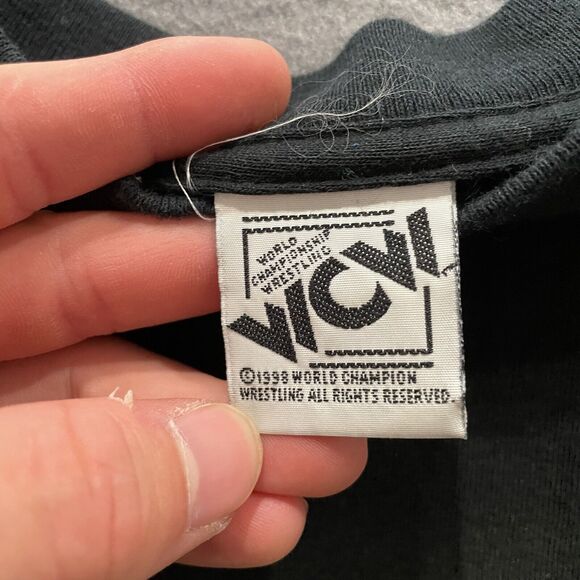 WORLD
CHAMPIONSHIP
WRESTLING
WCW
©1998 WORLD CHAMPION
WRESTLING ALL RIGHTS RESERVED.